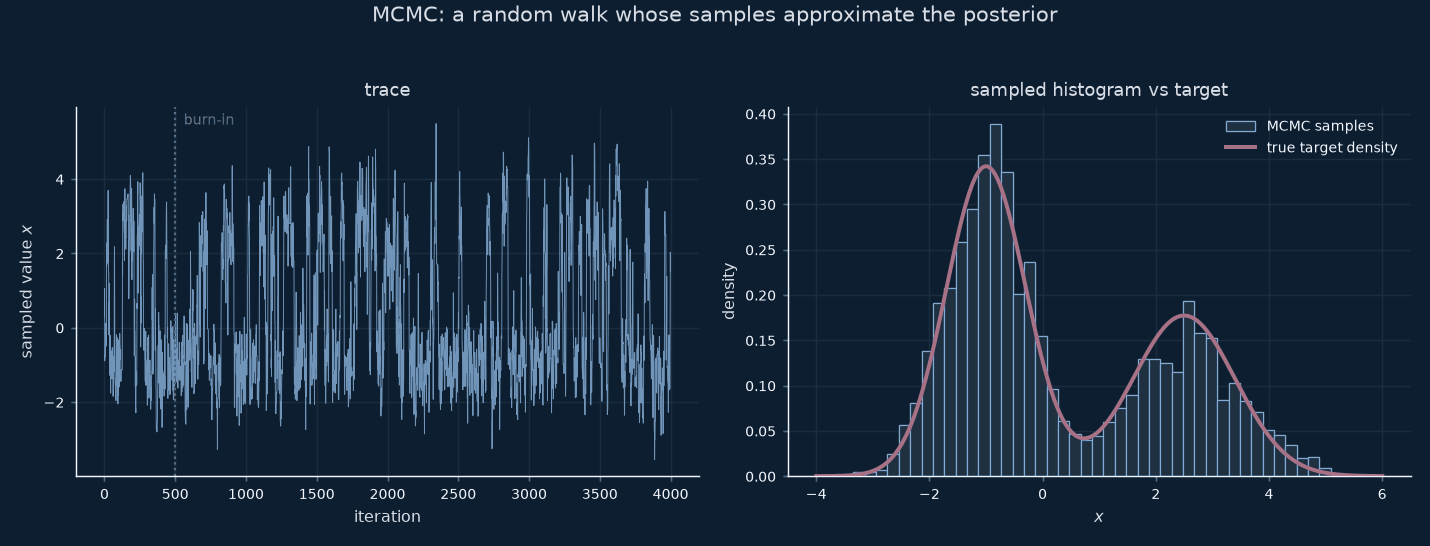 MCMC: a random walk whose samples approximate the posterior
trace
burn-in
4
2
0
−2
sampled value x
0 500 1000 1500 2000 2500 3000 3500 4000
iteration
sampled histogram vs target
MCMC samples
true target density
0.40
0.35
0.30
0.25
0.20
0.15
0.10
0.05
0.00
density
−4 −2 0 2 4 6
x